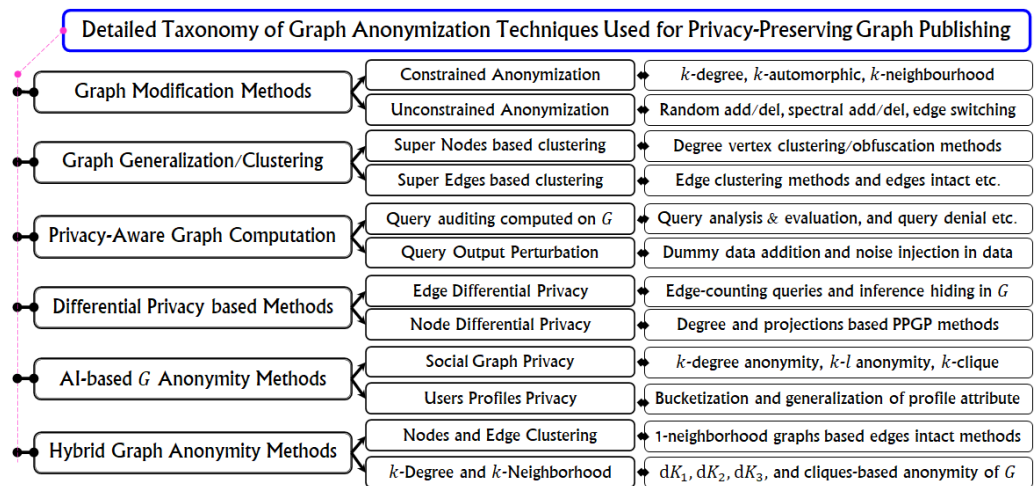 Detailed Taxonomy of Graph Anonymization Techniques Used for Privacy-Preserving Graph Publishing
Graph Modification Methods
Constrained Anonymization
k-degree, k-automorphic, k-neighbourhood
Unconstrained Anonymization
Random add/del, spectral add/del, edge switching
Graph Generalization/Clustering
Super Nodes based clustering
Degree vertex clustering/obfuscation methods
Super Edges based clustering
Edge clustering methods and edges intact etc.
Privacy-Aware Graph Computation
Query auditing computed on G
Query analysis & evaluation, and query denial etc.
Query Output Perturbation
Dummy data addition and noise injection in data
Differential Privacy based Methods
Edge Differential Privacy
Edge-counting queries and inference hiding in G
Node Differential Privacy
Degree and projections based PPGP methods
AI-based G Anonymity Methods
Social Graph Privacy
k-degree anonymity, k-l anonymity, k-clique
Users Profiles Privacy
Bucketization and generalization of profile attribute
Hybrid Graph Anonymity Methods
Nodes and Edge Clustering
1-neighborhood graphs based edges intact methods
k-Degree and k-Neighborhood
dK₁, dK₂, dK₃, and cliques-based anonymity of G